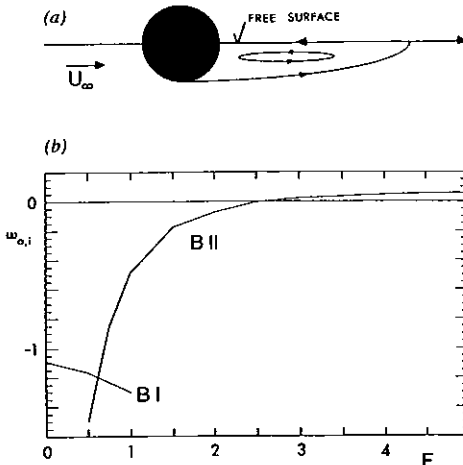 (a)
FREE SURFACE
U∞
(b)
0
ω₀,ᵢ
B II
-1
B I
0 1 2 3 4
F